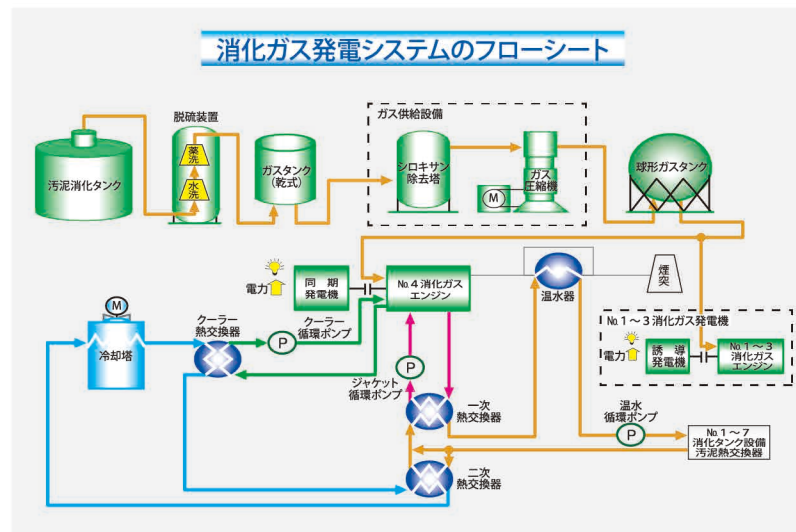 消化ガス発電システムのフローシート
脱硫装置
ガス供給設備
汚泥消化タンク
薬洗
水洗
ガスタンク
(乾式)
シロキサン
除去塔
M
ガス
圧縮機
球形ガスタンク
電力
同期
発電機
No.4消化ガス
エンジン
温水器
煙突
M
冷却塔
クーラー
熱交換器
P
クーラー
循環ポンプ
P
ジャケット
循環ポンプ
一次
熱交換器
二次
熱交換器
No.1～3消化ガス発電機
電力
誘導
発電機
No.1～3
消化ガス
エンジン
温水
循環ポンプ
P
No.1～7
消化タンク設備
汚泥熱交換器